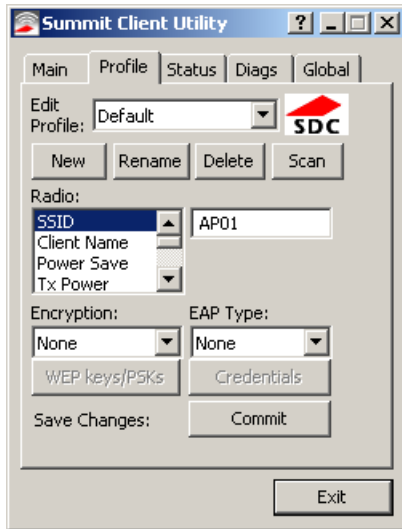 Summit Client Utility
Main Profile Status Diags Global
Edit
Profile: Default
SDC
New Rename Delete Scan
Radio:
SSID AP01
Client Name
Power Save
Tx Power
Encryption: EAP Type:
None None
WEP keys/PSKs Credentials
Save Changes: Commit
Exit